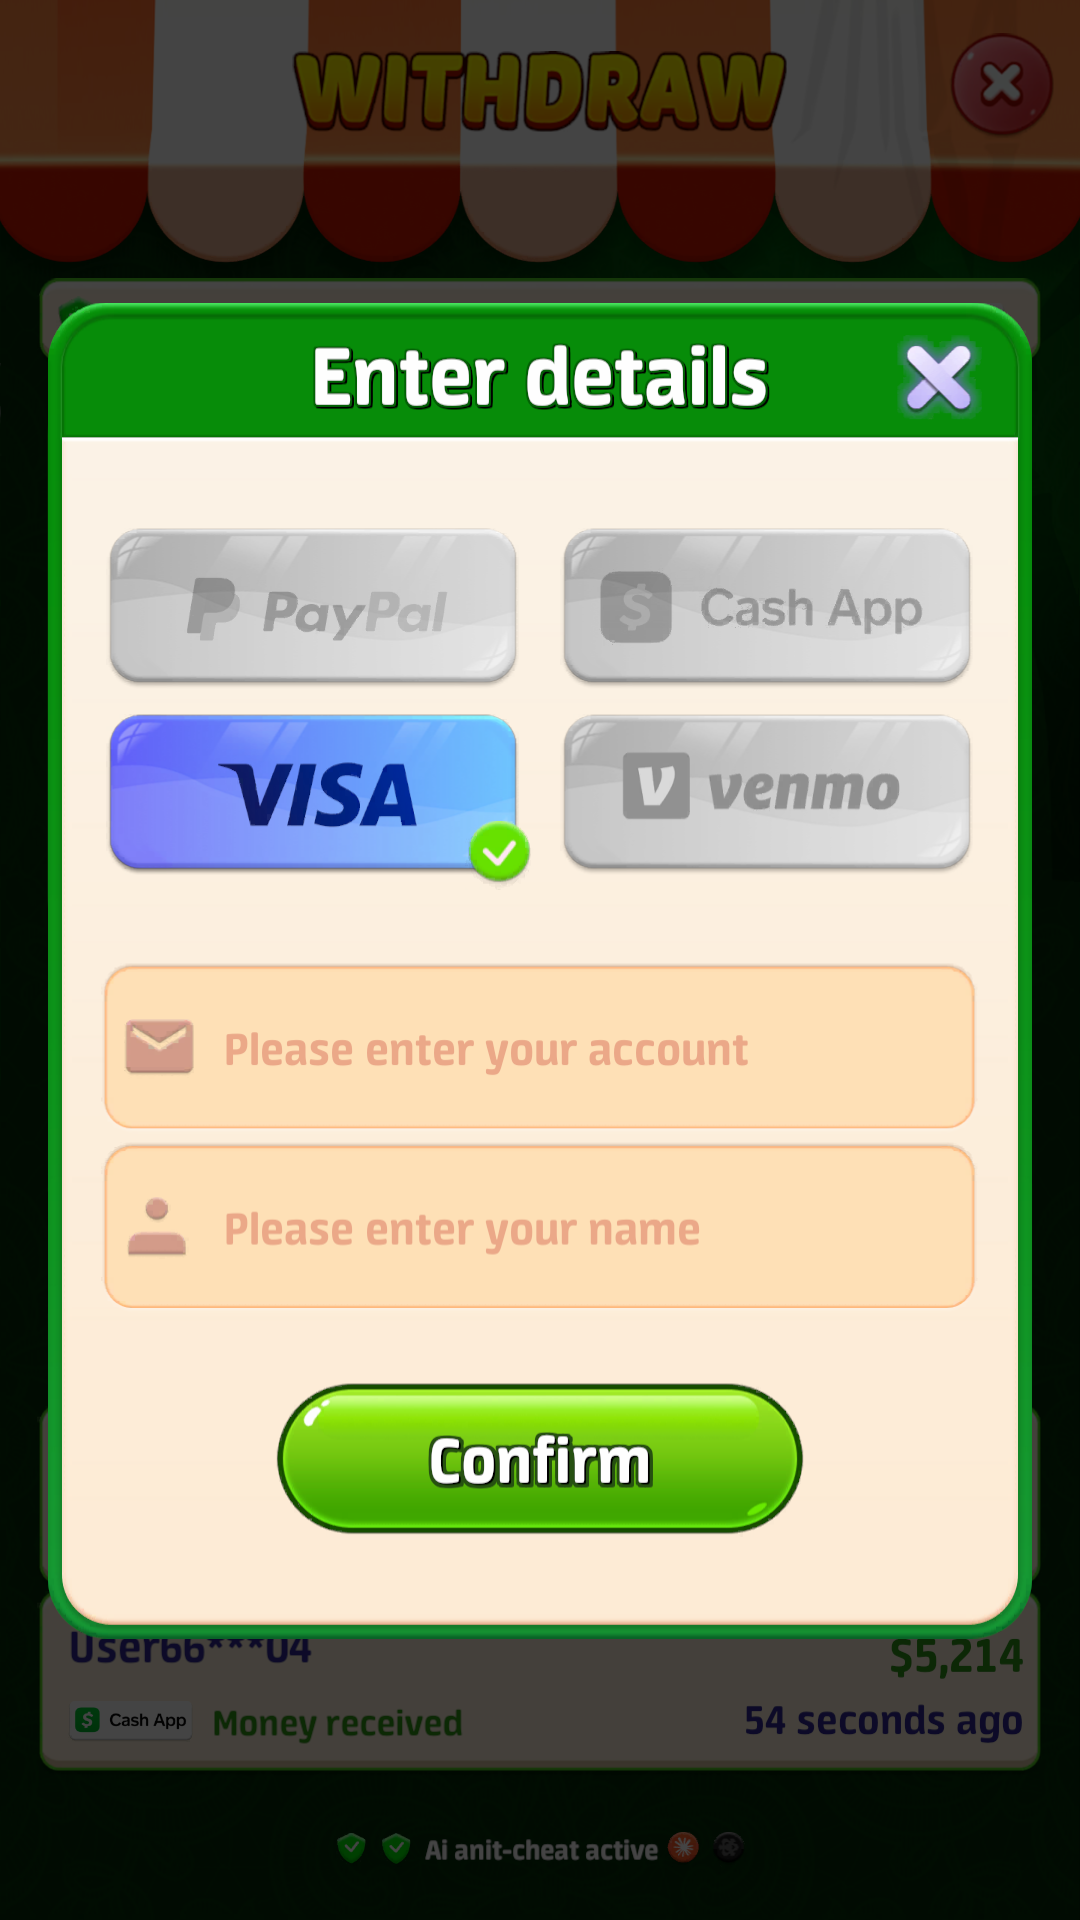 WITHDRAW
Enter details
PayPal
Cash App
VISA
venmo
Please enter your account
Please enter your name
Confirm
User66***04
$5,214
Cash App
Money received
54 seconds ago
Ai anit-cheat active